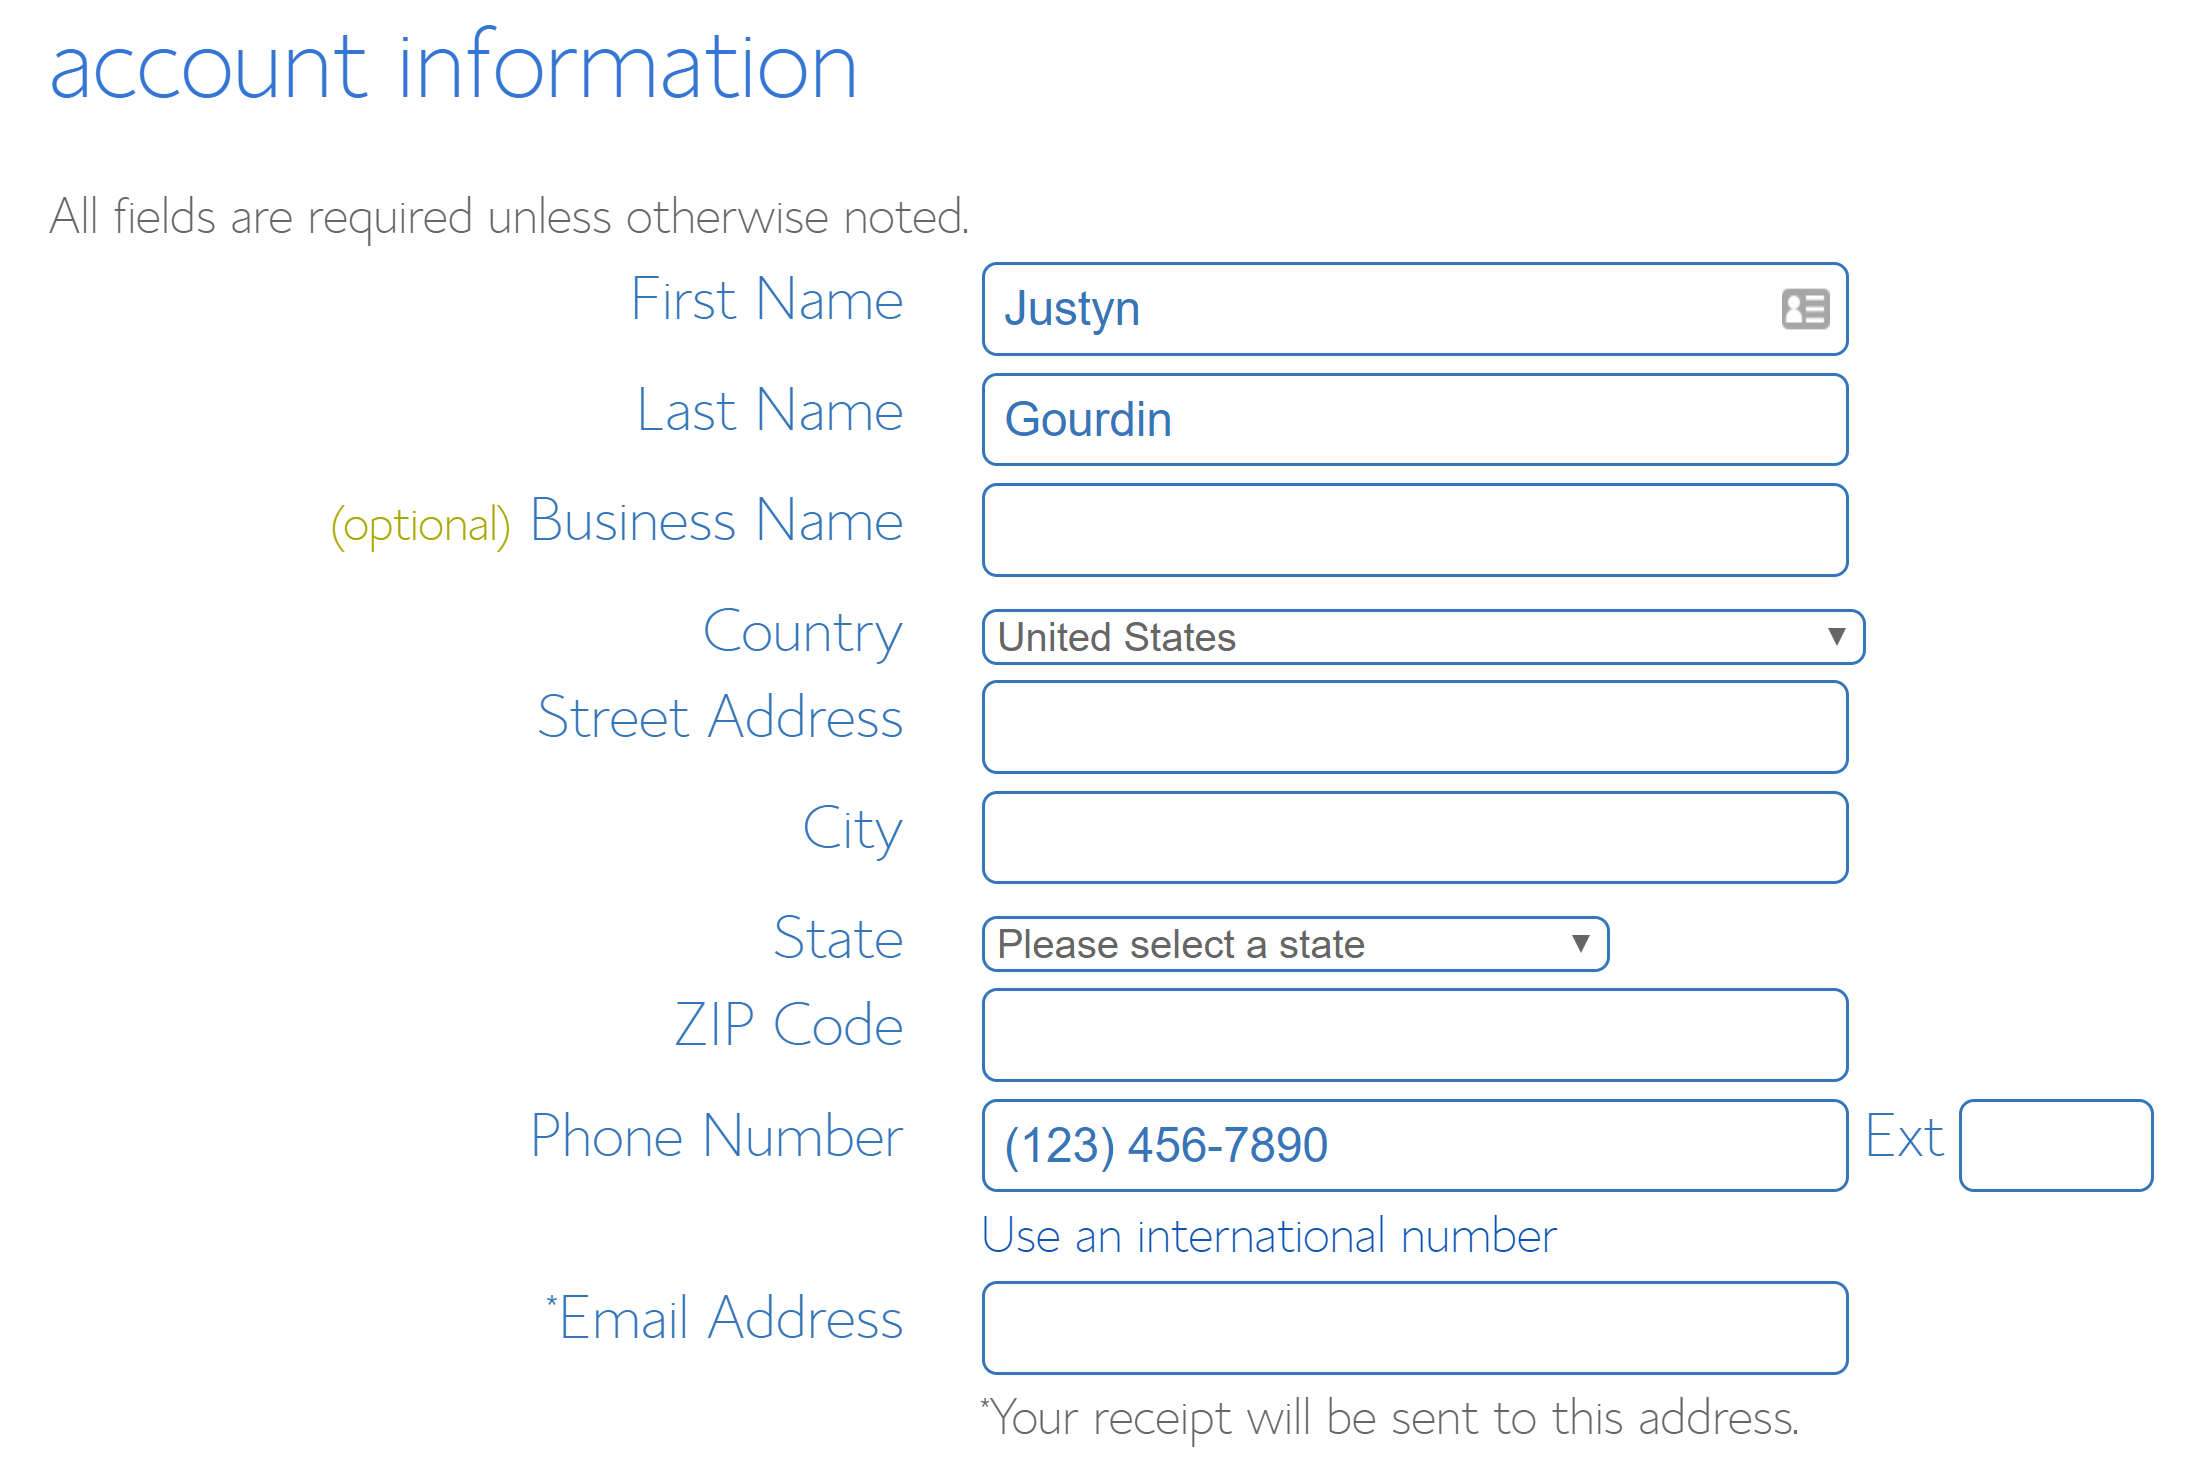 account information
All fields are required unless otherwise noted.
First Name Justyn
Last Name Gourdin
(optional) Business Name
Country United States
Street Address
City
State Please select a state
ZIP Code
Phone Number (123) 456-7890 Ext
Use an international number
*Email Address
*Your receipt will be sent to this address.